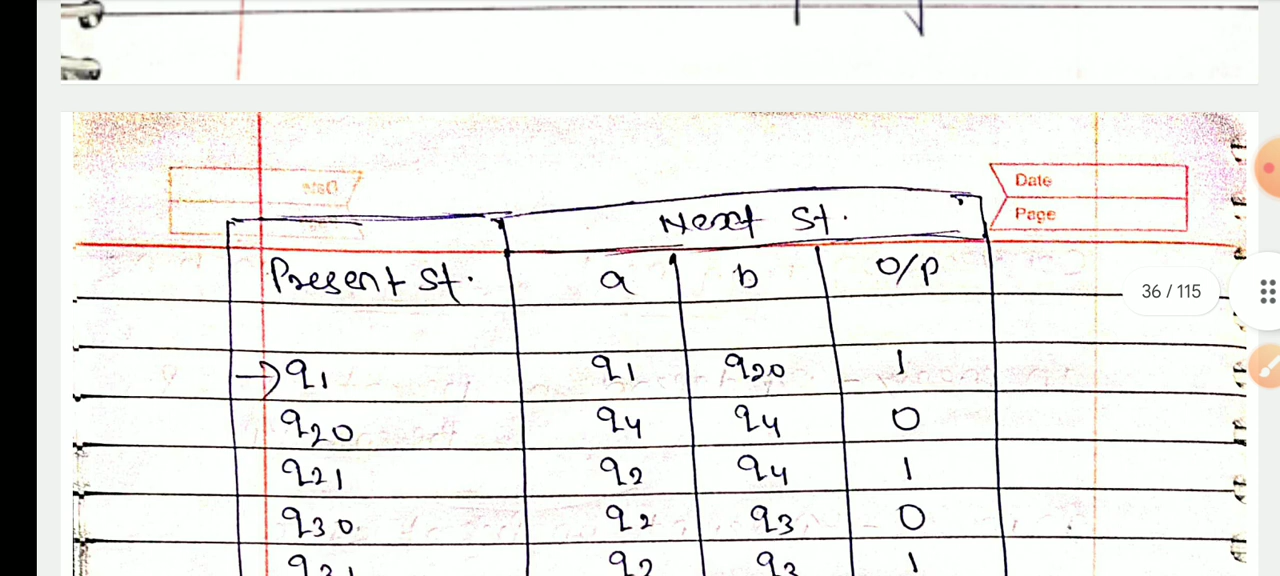 Date
Page
Next St.
Present St. a b O/P
36 / 115
→q1 q1 q20 1
q20 q4 q4 0
q21 q2 q4 1
q30 q2 q3 0
q31 q2 q3 1